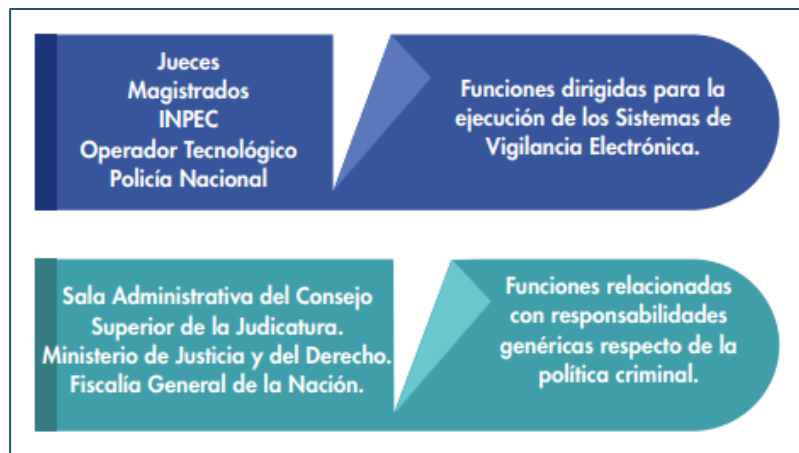 Jueces
Magistrados
INPEC
Operador Tecnológico
Policía Nacional
Funciones dirigidas para la
ejecución de los Sistemas de
Vigilancia Electrónica.
Sala Administrativa del Consejo
Superior de la Judicatura.
Ministerio de Justicia y del Derecho.
Fiscalía General de la Nación.
Funciones relacionadas
con responsabilidades
genéricas respecto de la
política criminal.